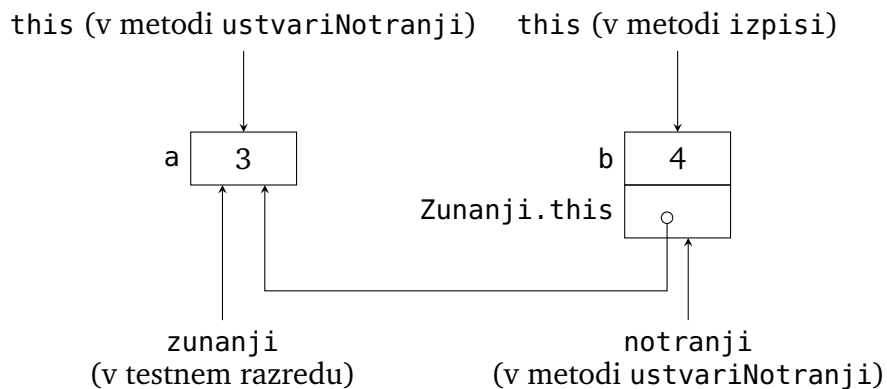 this (v metodi ustvariNotranji)
this (v metodi izpisi)
a 3
b 4
Zunanji.this
zunanji
(v testnem razredu)
notranji
(v metodi ustvariNotranji)